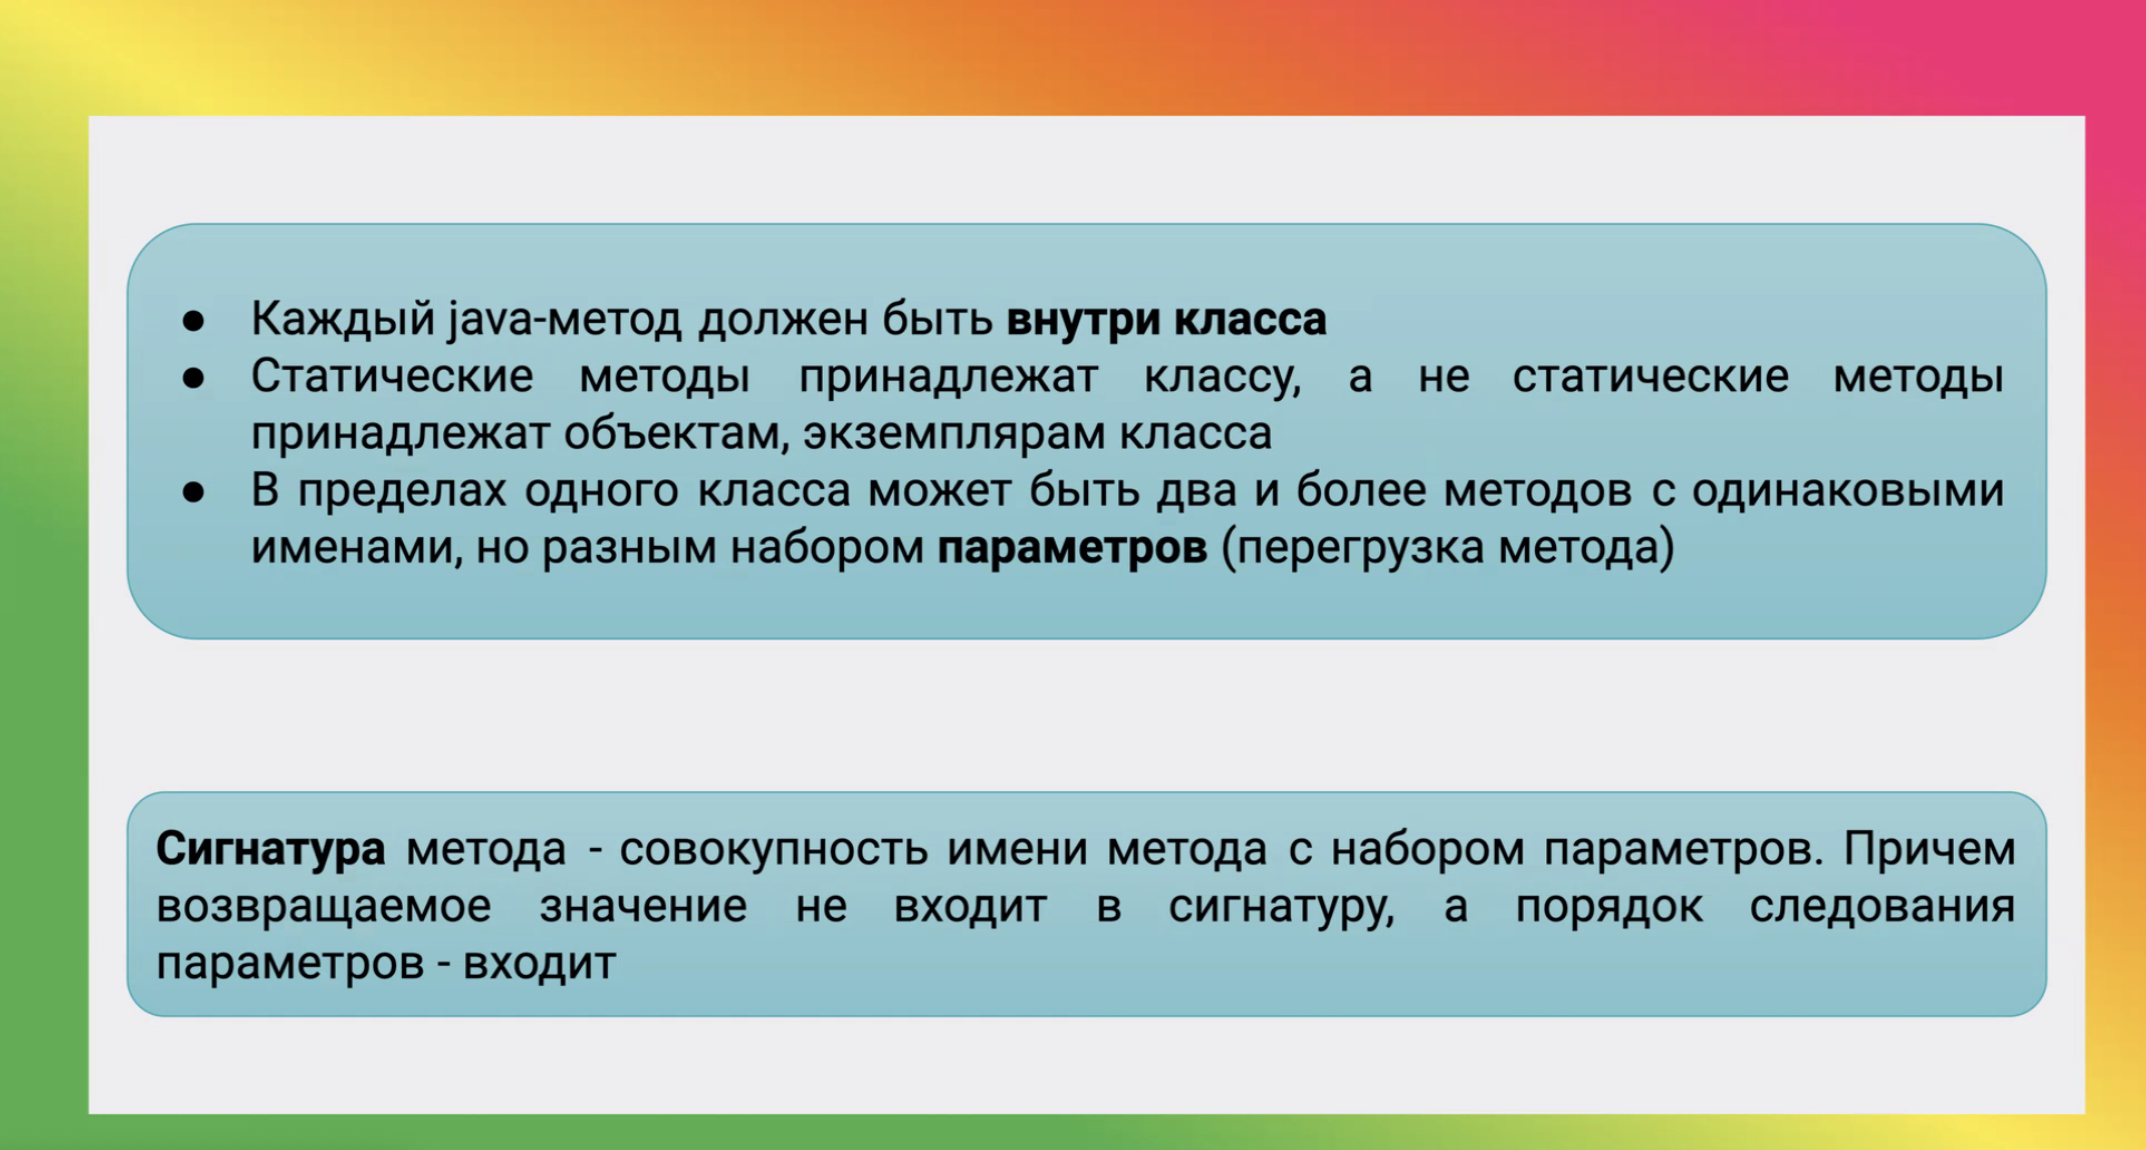 ● Каждый java-метод должен быть внутри класса
● Статические методы принадлежат классу, а не статические методы
принадлежат объектам, экземплярам класса
● В пределах одного класса может быть два и более методов с одинаковыми
именами, но разным набором параметров (перегрузка метода)
Сигнатура метода - совокупность имени метода с набором параметров. Причем
возвращаемое значение не входит в сигнатуру, а порядок следования
параметров - входит